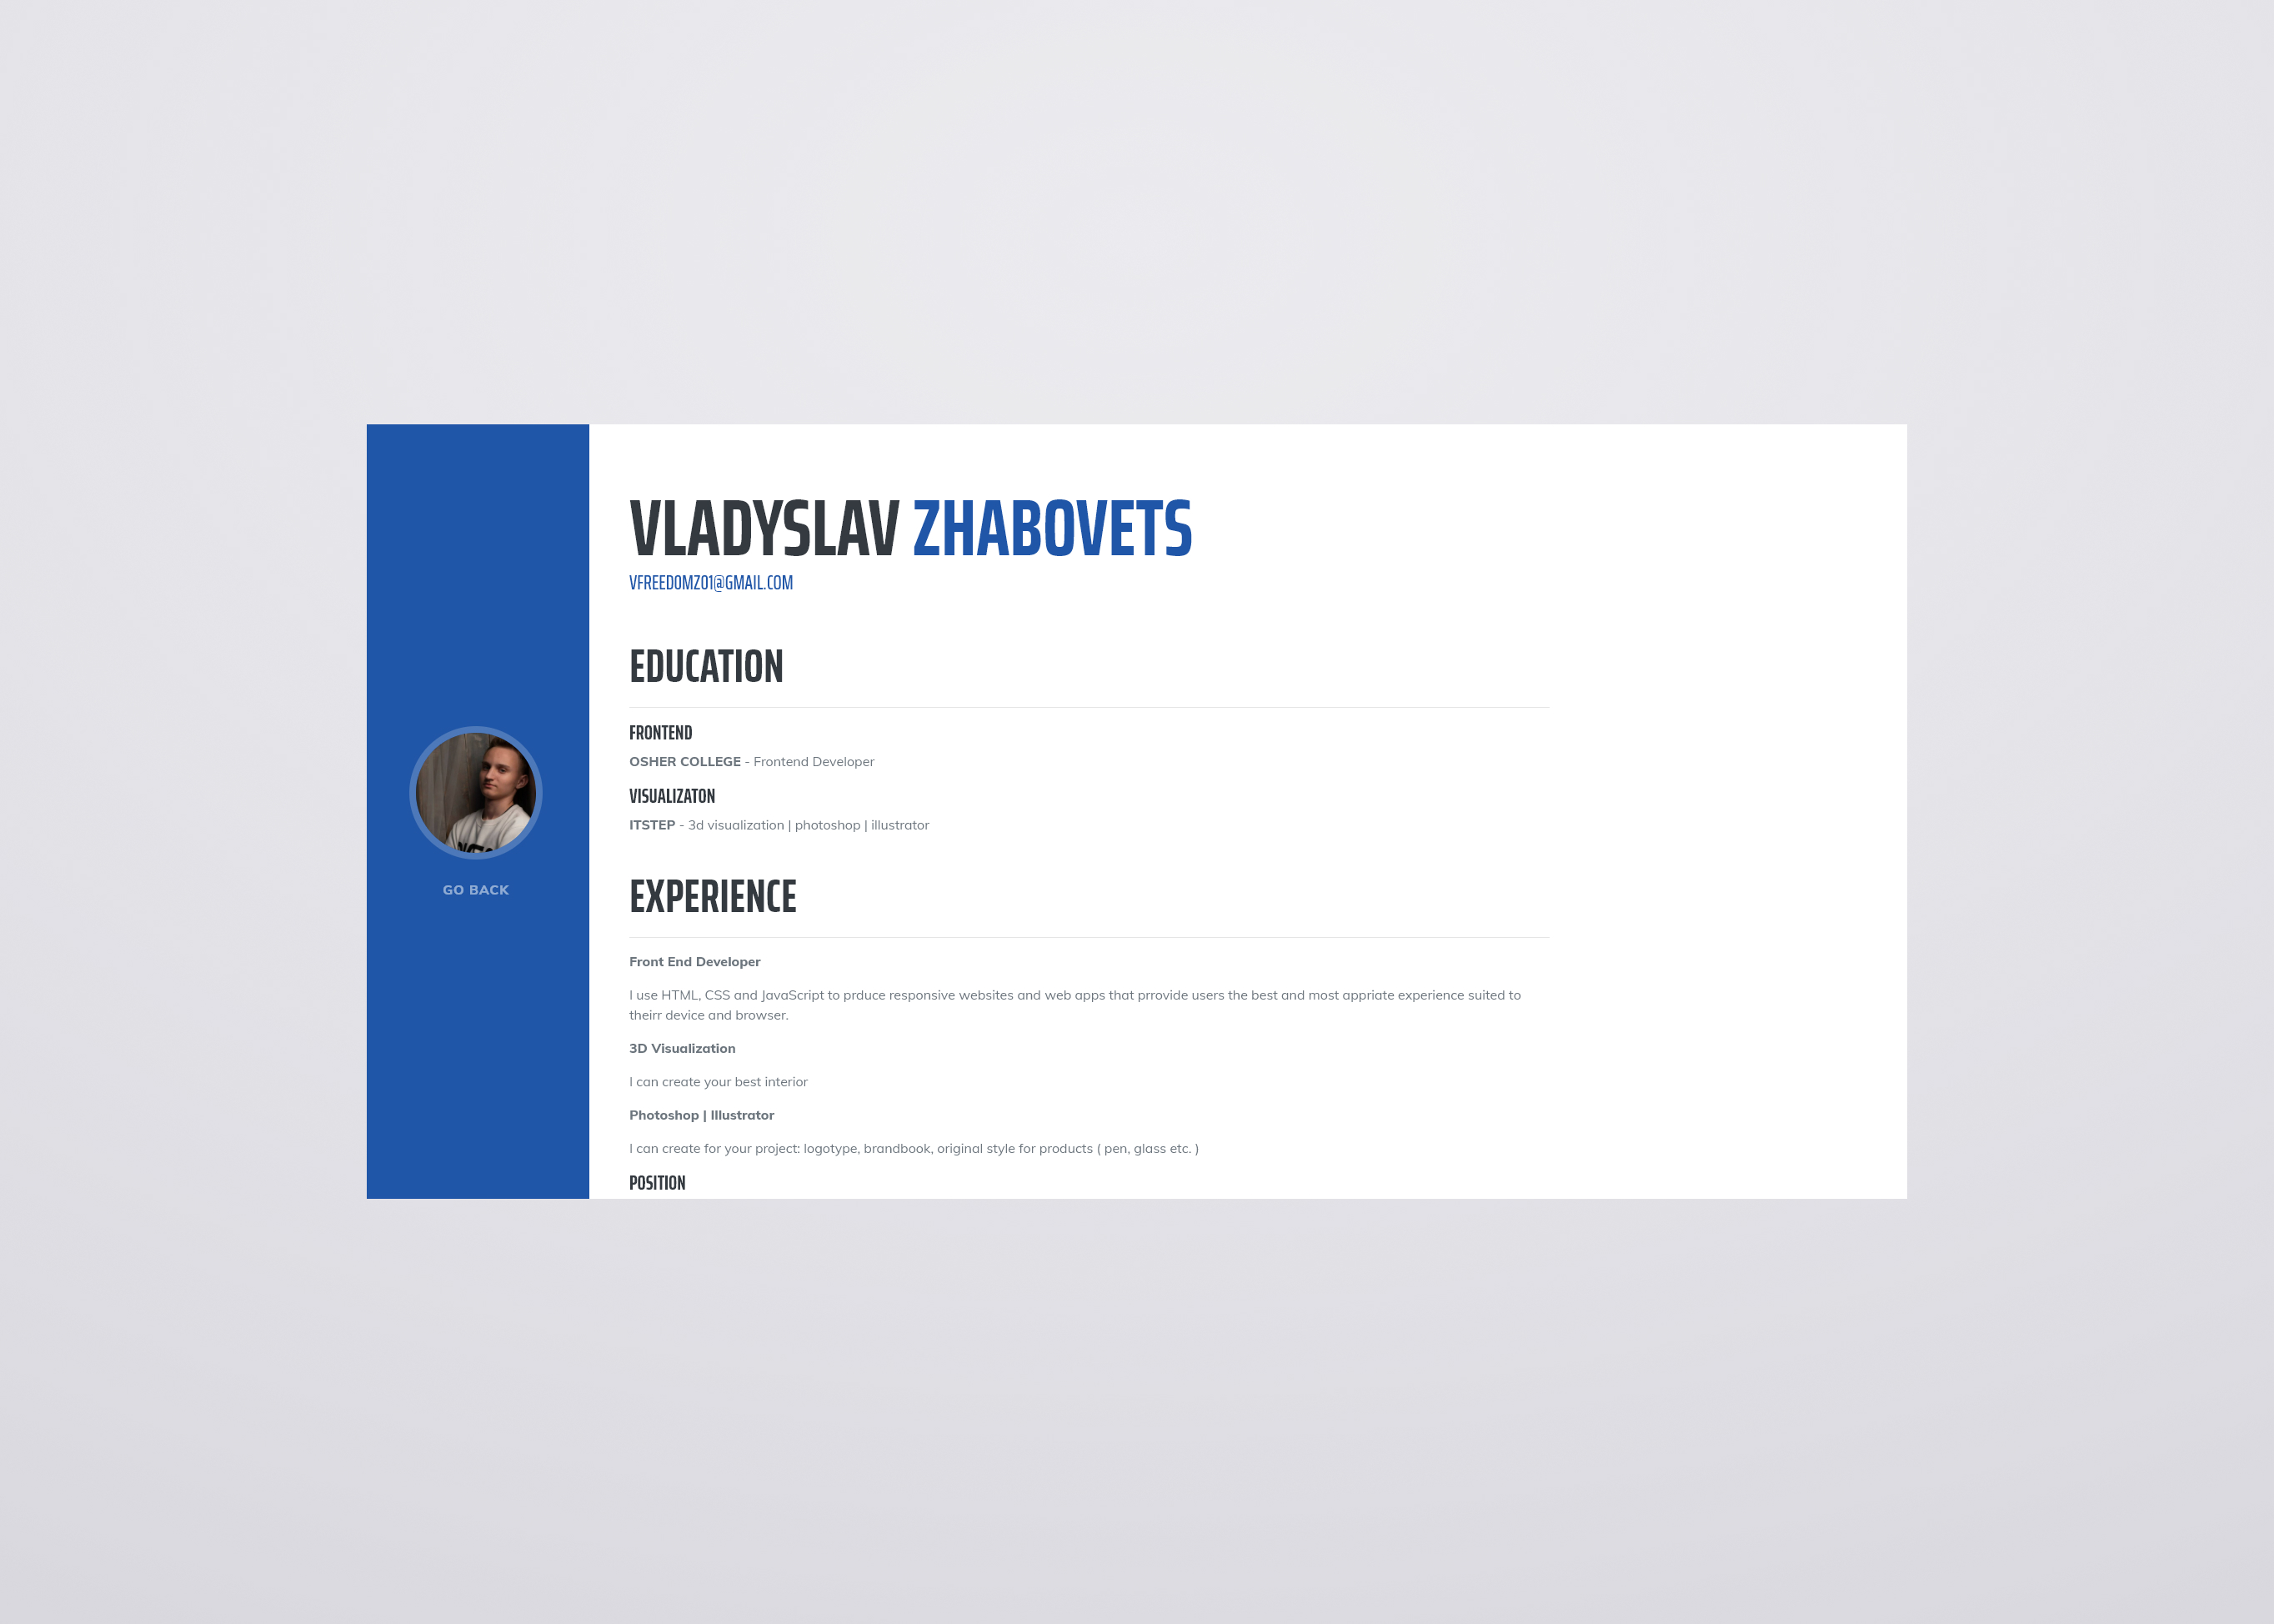 VLADYSLAV ZHABOVETS
VFREEDOMZ01@GMAIL.COM
EDUCATION
FRONTEND
OSHER COLLEGE - Frontend Developer
VISUALIZATON
ITSTEP - 3d visualization | photoshop | illustrator
GO BACK
EXPERIENCE
Front End Developer
I use HTML, CSS and JavaScript to prduce responsive websites and web apps that prrovide users the best and most appriate experience suited to
theirr device and browser.
3D Visualization
I can create your best interior
Photoshop | Illustrator
I can create for your project: logotype, brandbook, original style for products ( pen, glass etc. )
POSITION